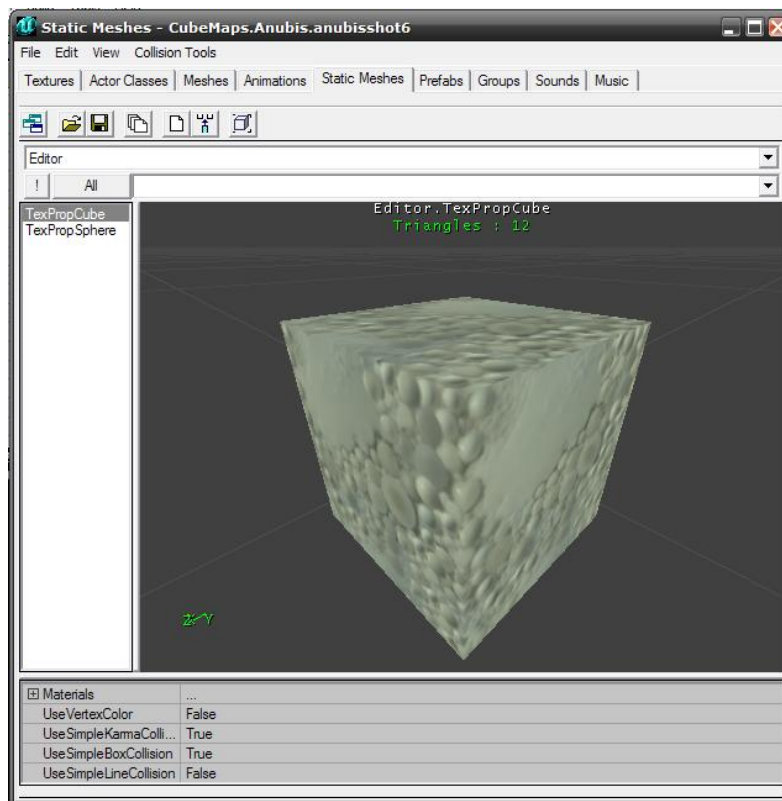 Static Meshes - CubeMaps.Anubis.anubisshot6
File Edit View Collision Tools
Textures Actor Classes Meshes Animations Static Meshes Prefabs Groups Sounds Music
Editor
! All
TexPropCube
TexPropSphere
Editor.TexPropCube
Triangles : 12
Z Y
Materials ...
UseVertexColor False
UseSimpleKarmaColli... True
UseSimpleBoxCollision True
UseSimpleLineCollision False